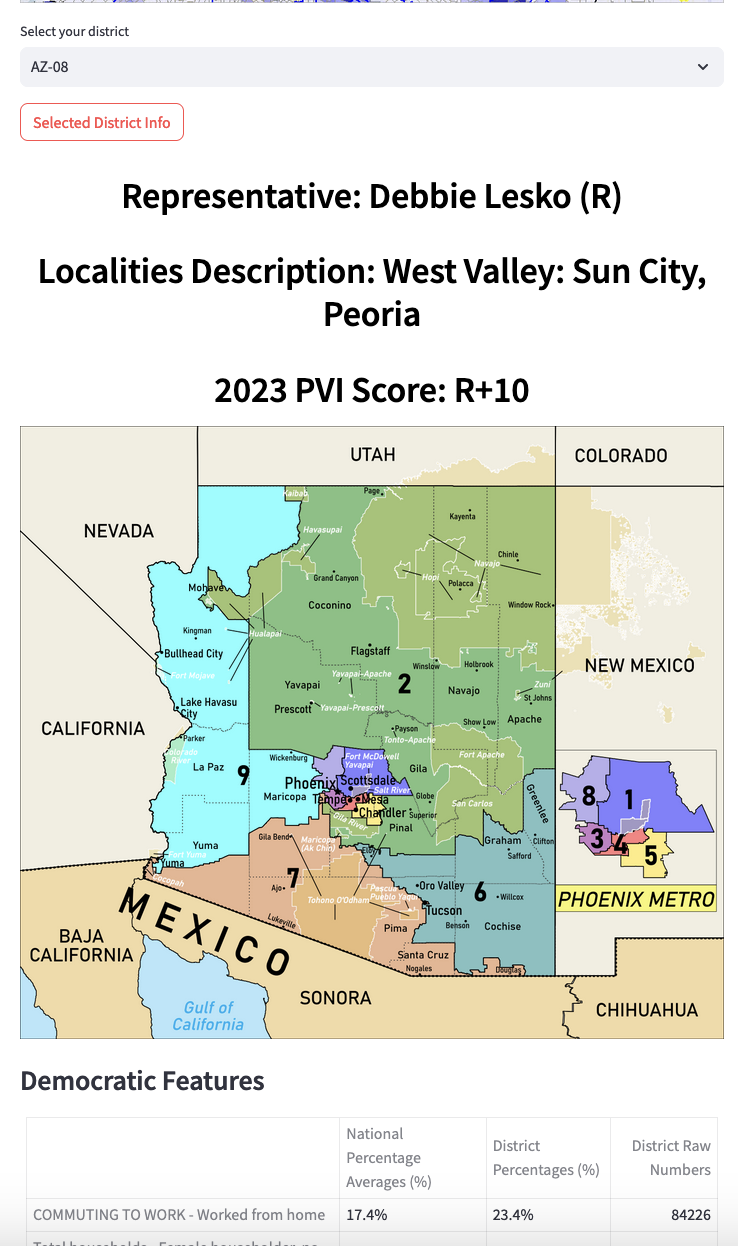 Select your district
AZ-08
Selected District Info
Representative: Debbie Lesko (R)
Localities Description: West Valley: Sun City,
Peoria
2023 PVI Score: R+10
UTAH
COLORADO
NEVADA
Kaibab
Page
Kayenta
Havasupai
Chinle
Navajo
Hopi
Polacca
Grand Canyon
Mohave
Coconino
Window Rock
Kingman
Hualapai
Bullhead City
Flagstaff
Winslow
Holbrook
NEW MEXICO
Fort Mojave
Yavapai-Apache
Zuni
Yavapai
2
Navajo
St Johns
Lake Havasu
City
Prescott
Yavapai-Prescott
Apache
Show Low
CALIFORNIA
Payson
Parker
Tonto-Apache
Colorado
River
Wickenburg
Fort McDowell
Yavapai
Fort Apache
La Paz
9
Gila
Phoenix
Scottsdale
Salt River
Greenlee
8
1
Maricopa
Tempe
Mesa
Globe
San Carlos
Chandler
Superior
Gila River
Pinal
3
4
5
Gila Bend
Maricopa
(Ak Chin)
Eloy
Graham
Clifton
Yuma
Safford
Fort Yuma
Yuma
Cocopah
7
Ajo
Pascua
Pueblo Yaqui
Oro Valley
6
Willcox
PHOENIX METRO
Tohono O'Odham
Tucson
MEXICO
Lukeville
Pima
Benson
Cochise
BAJA
CALIFORNIA
Santa Cruz
Nogales
Douglas
SONORA
Gulf of
California
CHIHUAHUA
Democratic Features
National
Percentage
Averages (%)
District
Percentages (%)
District Raw
Numbers
COMMUTING TO WORK - Worked from home
17.4%
23.4%
84226